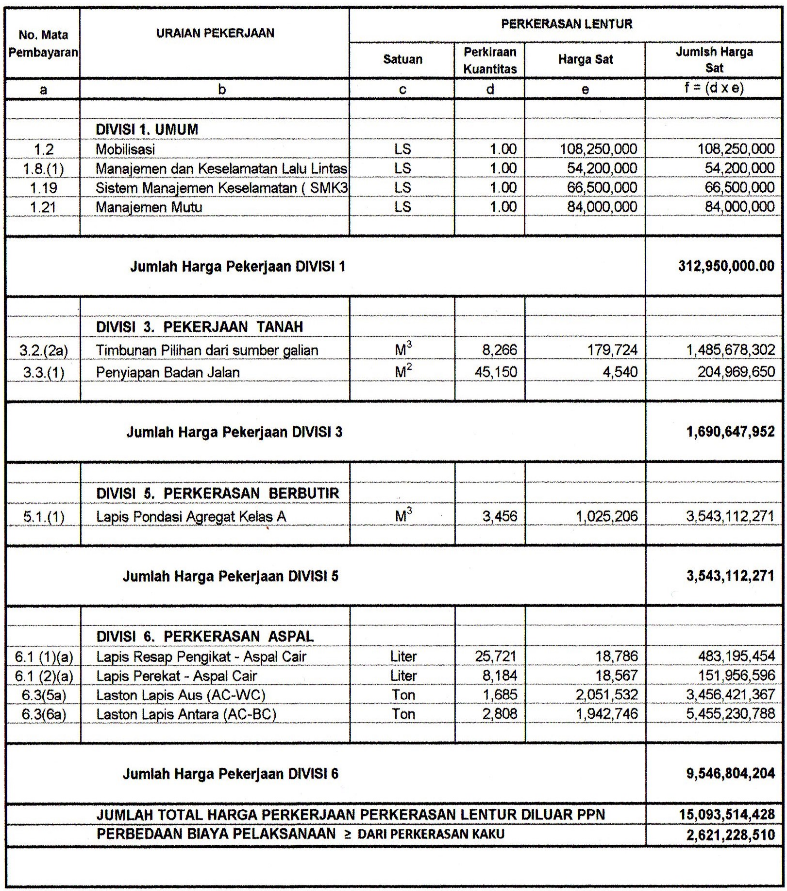 No. Mata Pembayaran URAIAN PEKERJAAN PERKERASAN LENTUR
Satuan Perkiraan Kuantitas Harga Sat Jumlsh Harga Sat
a b c d e f = (d x e)
DIVISI 1. UMUM
1.2 Mobilisasi LS 1.00 108,250,000 108,250,000
1.8.(1) Manajemen dan Keselamatan Lalu Lintas LS 1.00 54,200,000 54,200,000
1.19 Sistem Manajemen Keselamatan ( SMK3 LS 1.00 66,500,000 66,500,000
1.21 Manajemen Mutu LS 1.00 84,000,000 84,000,000
Jumlah Harga Pekerjaan DIVISI 1 312,950,000.00
DIVISI 3. PEKERJAAN TANAH
3.2.(2a) Timbunan Pilihan dari sumber galian M³ 8,266 179,724 1,485,678,302
3.3.(1) Penyiapan Badan Jalan M² 45,150 4,540 204,969,650
Jumlah Harga Pekerjaan DIVISI 3 1,690,647,952
DIVISI 5. PERKERASAN BERBUTIR
5.1.(1) Lapis Pondasi Agregat Kelas A M³ 3,456 1,025,206 3,543,112,271
Jumlah Harga Pekerjaan DIVISI 5 3,543,112,271
DIVISI 6. PERKERASAN ASPAL
6.1 (1)(a) Lapis Resap Pengikat - Aspal Cair Liter 25,721 18,786 483,195,454
6.1 (2)(a) Lapis Perekat - Aspal Cair Liter 8,184 18,567 151,956,596
6.3(5a) Laston Lapis Aus (AC-WC) Ton 1,685 2,051,532 3,456,421,367
6.3(6a) Laston Lapis Antara (AC-BC) Ton 2,808 1,942,746 5,455,230,788
Jumlah Harga Pekerjaan DIVISI 6 9,546,804,204
JUMLAH TOTAL HARGA PERKERJAAN PERKERASAN LENTUR DILUAR PPN 15,093,514,428
PERBEDAAN BIAYA PELAKSANAAN ≥ DARI PERKERASAN KAKU 2,621,228,510